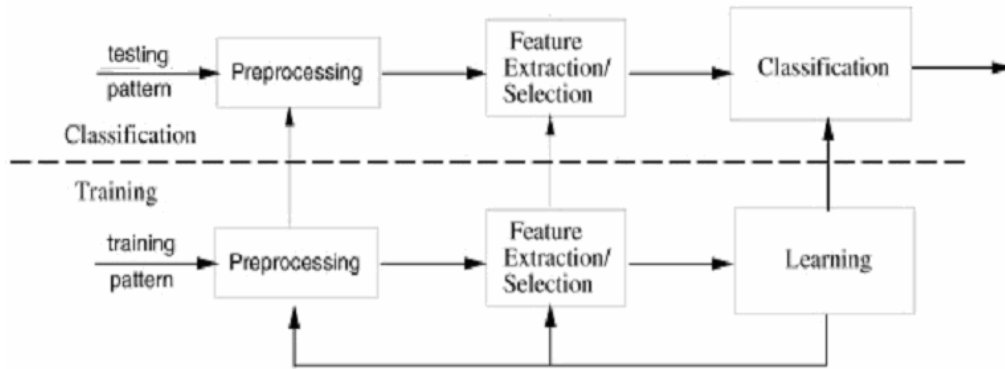 testing
pattern
Preprocessing
Feature
Extraction/
Selection
Classification
Classification
Training
training
pattern
Preprocessing
Feature
Extraction/
Selection
Learning